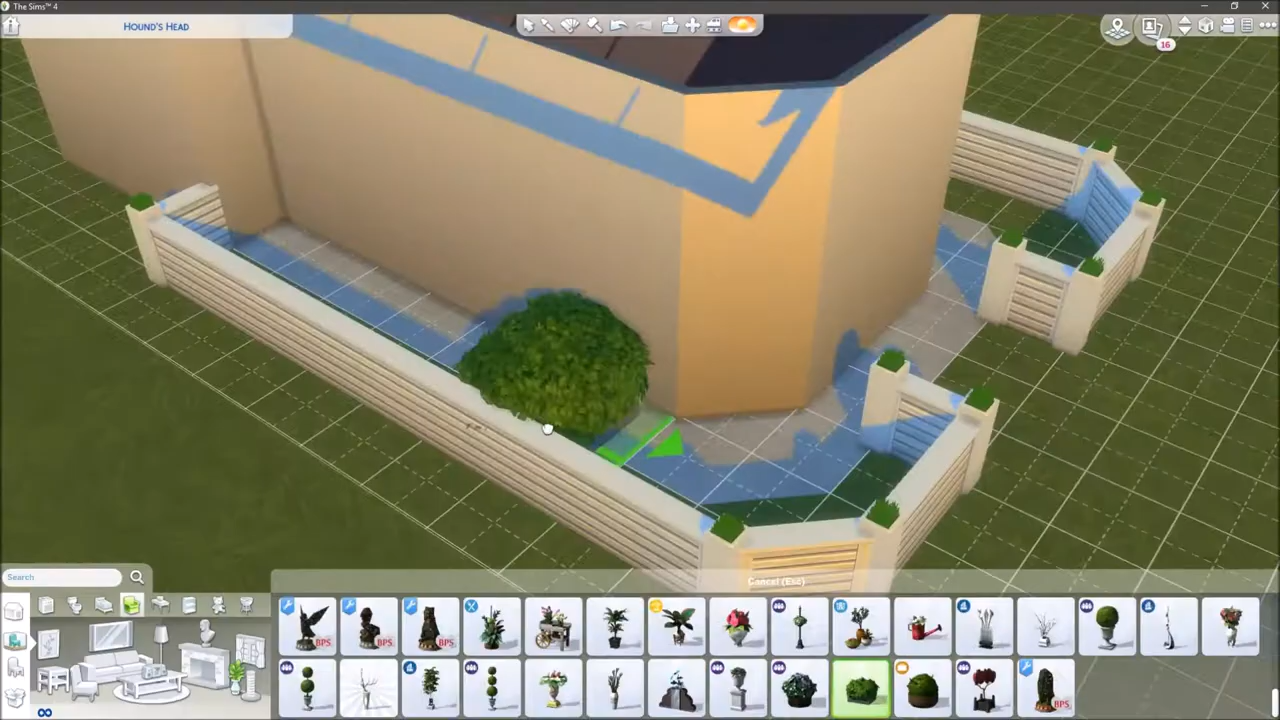 The Sims™ 4
HOUND'S HEAD
16
Cancel (Esc)
Search
BPS
BPS
BPS
BPS